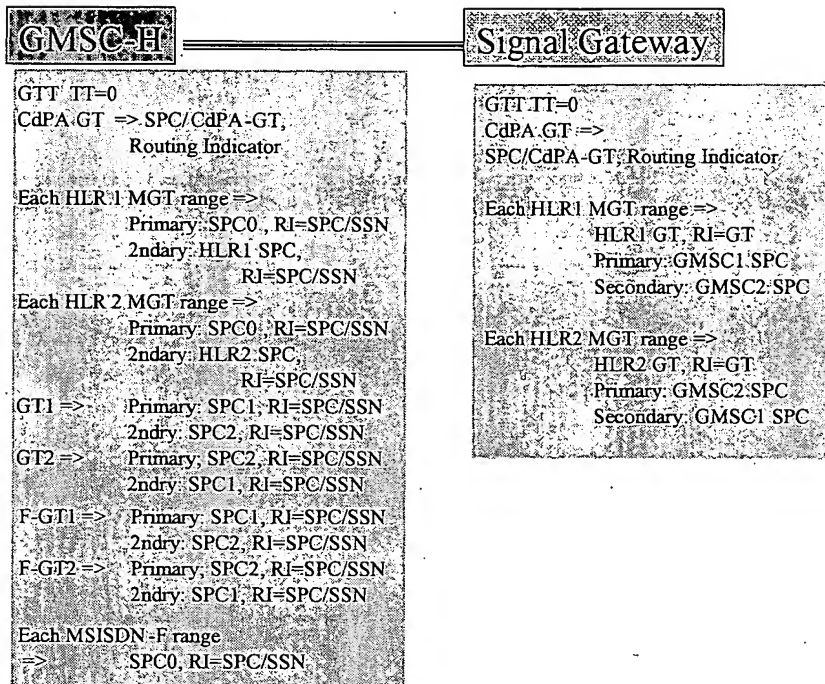 GMSC-H
GTT TT=0
CdPA GT => SPC/CdPA-GT,
Routing Indicator
Each HLR 1 MGT range =>
Primary: SPC0, RI=SPC/SSN
2ndary: HLR1 SPC,
RI=SPC/SSN
Each HLR 2 MGT range =>
Primary: SPC0, RI=SPC/SSN
2ndary: HLR2 SPC,
RI=SPC/SSN
GT1 => Primary: SPC1, RI=SPC/SSN
2ndry: SPC2, RI=SPC/SSN
GT2 => Primary; SPC2, RI=SPC/SSN
2ndry: SPC1, RI=SPC/SSN
F-GT1 => Primary: SPC1, RI=SPC/SSN
2ndry: SPC2, RI=SPC/SSN
F-GT2 => Primary; SPC2, RI=SPC/SSN
2ndry: SPC1, RI=SPC/SSN
Each MSISDN-F range
=> SPC0, RI=SPC/SSN
Signal Gateway
GTT TT=0
CdPA GT =>
SPC/CdPA-GT, Routing Indicator
Each HLR1 MGT range =>
HLR1 GT, RI=GT
Primary: GMSC1 SPC
Secondary: GMSC2 SPC
Each HLR2 MGT range =>
HLR2 GT, RI=GT
Primary: GMSC2 SPC
Secondary: GMSC1 SPC